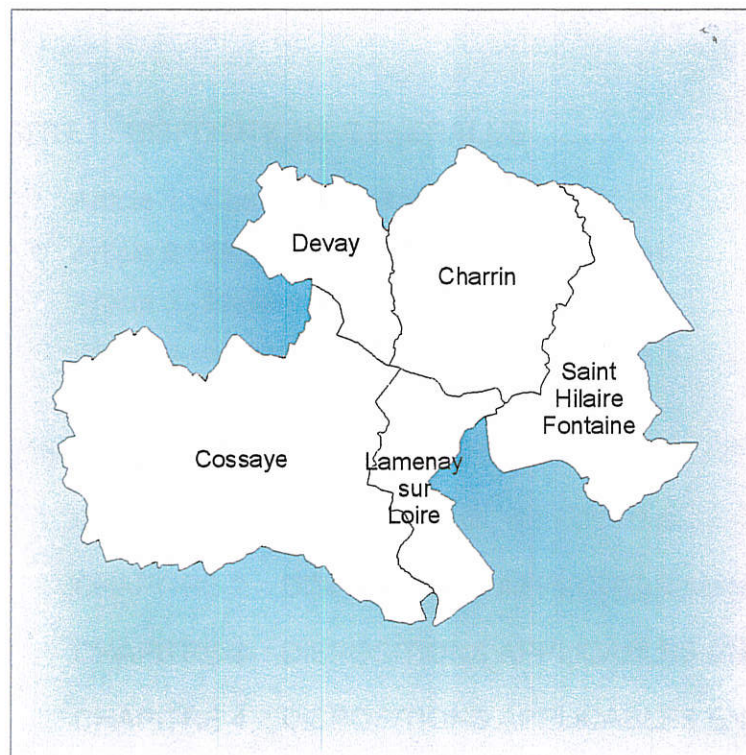 Devay
Charrin
Saint
Hilaire
Fontaine
Cossaye
Lamenay
sur
Loire